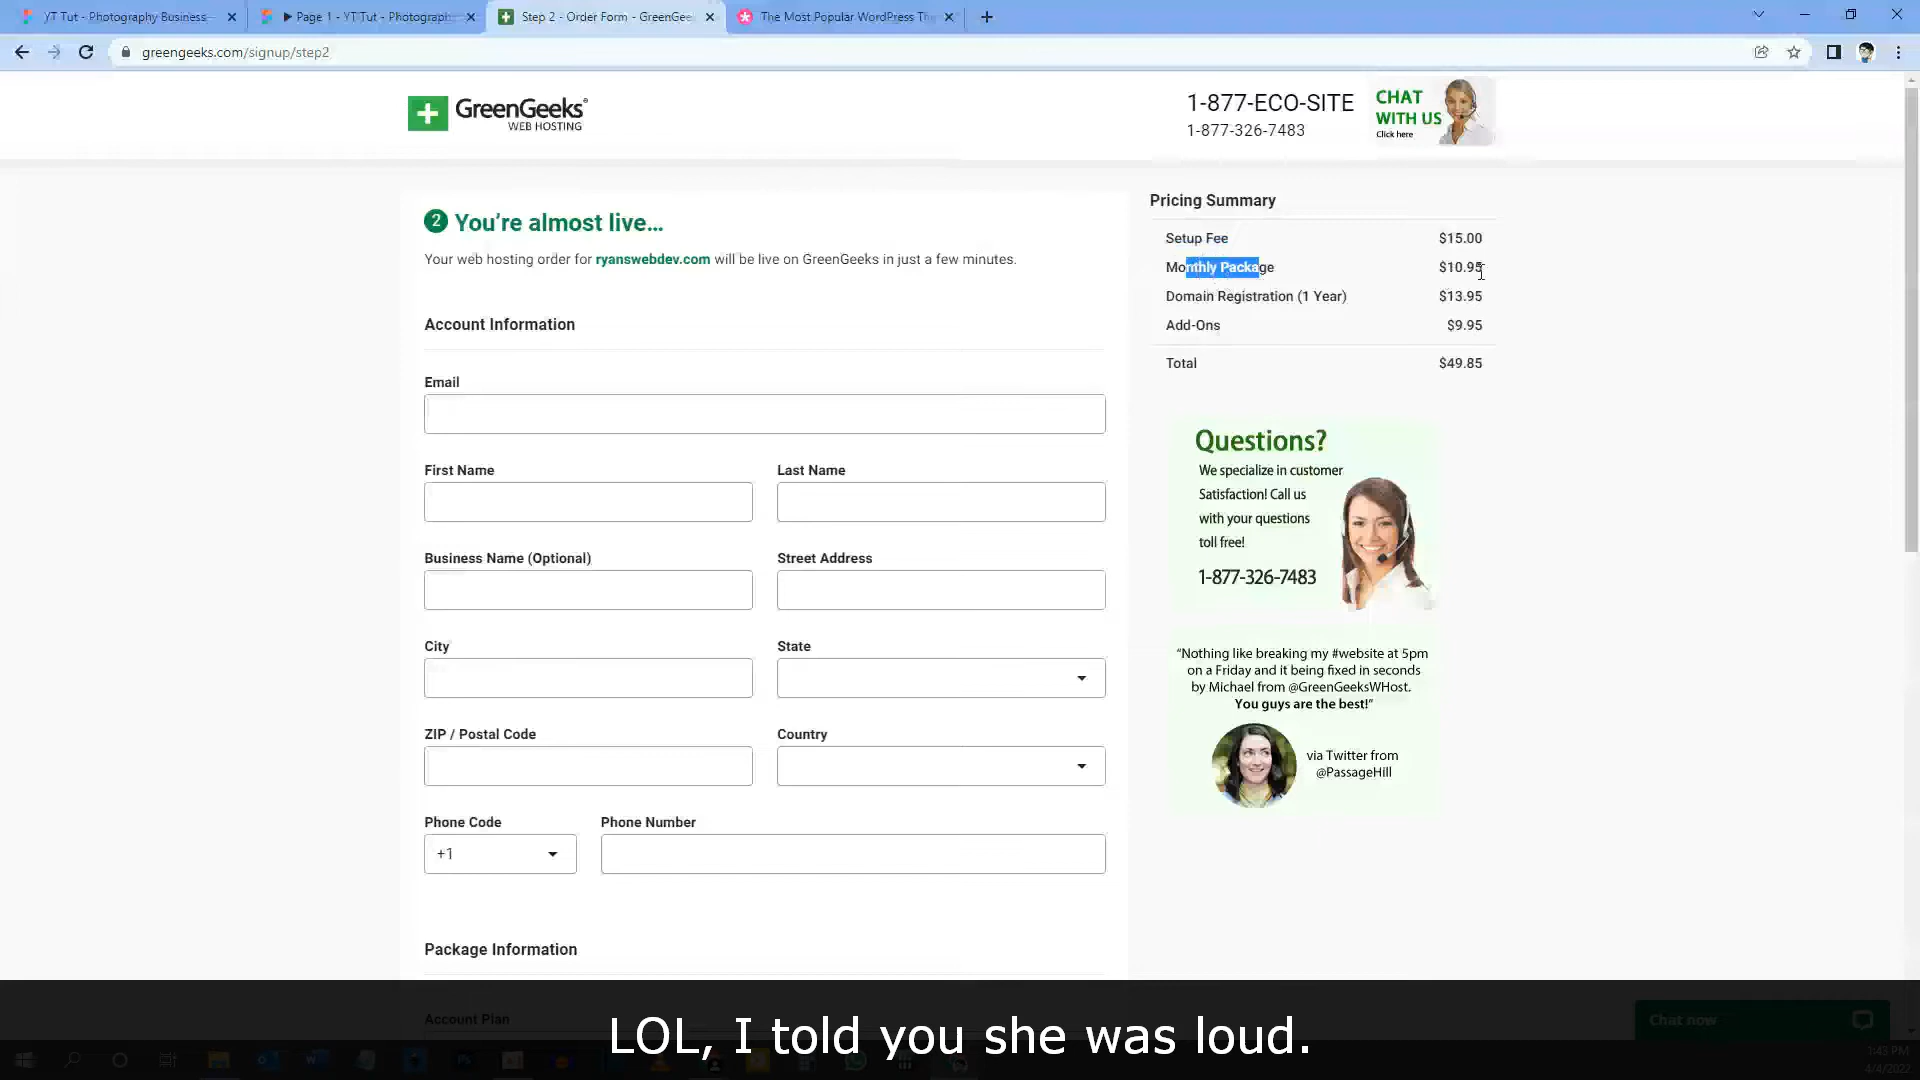 YT Tut - Photography Business
Page 1 - YT Tut - Photograph
Step 2 - Order Form - GreenGee
The Most Popular WordPress Th
greengeeks.com/signup/step2
GreenGeeks®
WEB HOSTING
1-877-ECO-SITE
1-877-326-7483
CHAT
WITH US
Click here
2 You're almost live...
Your web hosting order for ryanswebdev.com will be live on GreenGeeks in just a few minutes.
Account Information
Email
First Name
Last Name
Business Name (Optional)
Street Address
City
State
ZIP / Postal Code
Country
Phone Code
Phone Number
+1
Package Information
Account Plan
Pricing Summary
Setup Fee $15.00
Monthly Package $10.95
Domain Registration (1 Year) $13.95
Add-Ons $9.95
Total $49.85
Questions?
We specialize in customer
Satisfaction! Call us
with your questions
toll free!
1-877-326-7483
“Nothing like breaking my #website at 5pm
on a Friday and it being fixed in seconds
by Michael from @GreenGeeksWHost.
You guys are the best!”
via Twitter from
@PassageHill
Chat now
LOL, I told you she was loud.
1:43 PM
4/4/2022